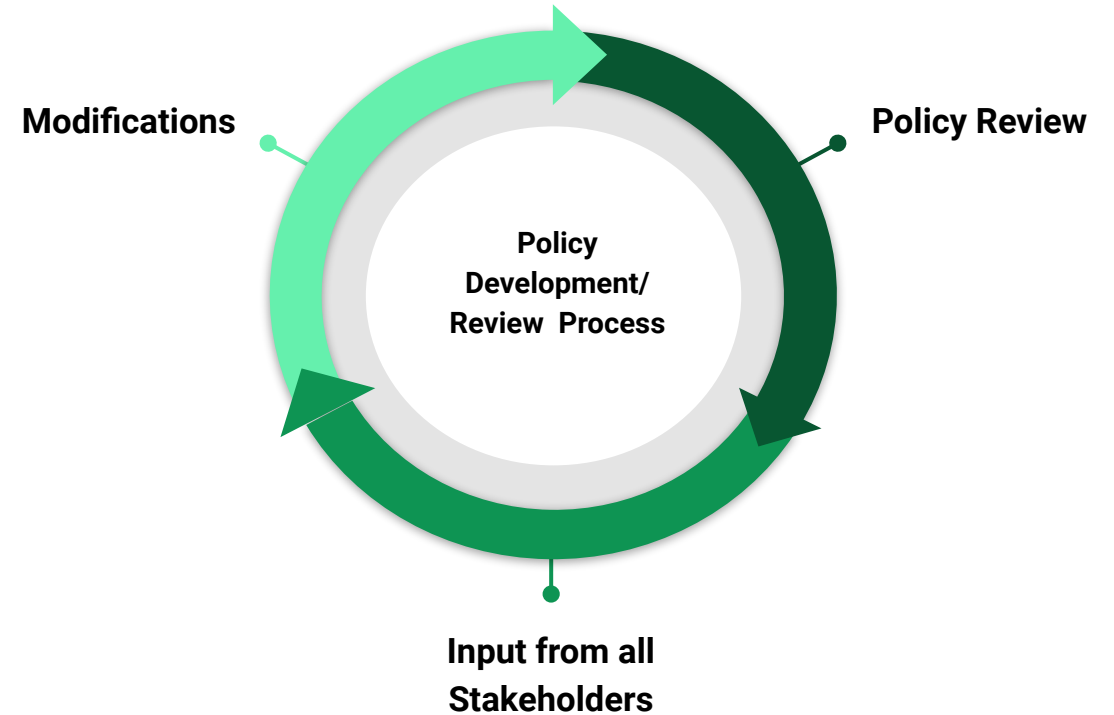 Modifications
Policy Review
Policy
Development/
Review Process
Input from all
Stakeholders